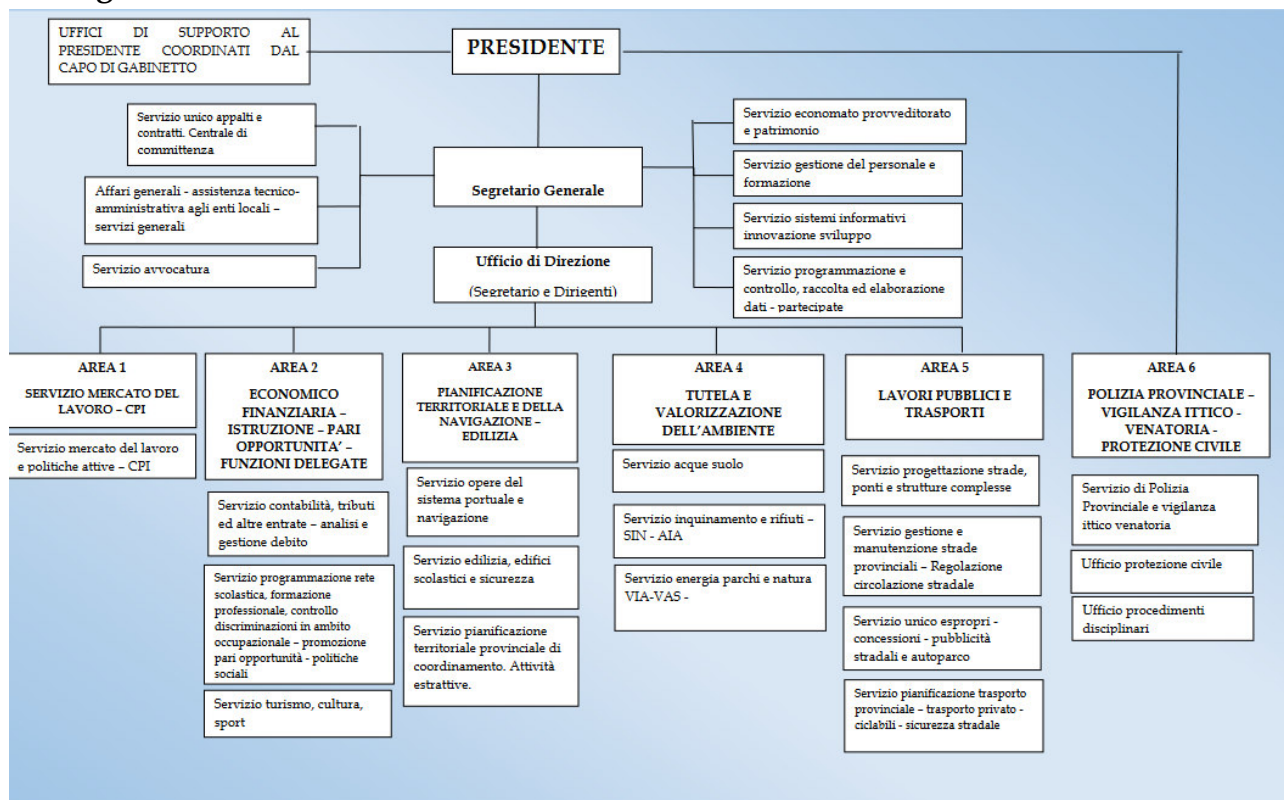 UFFICI DI SUPPORTO AL
PRESIDENTE COORDINATI DAL
CAPO DI GABINETTO
PRESIDENTE
Servizio unico appalti e
contratti. Centrale di
committenza
Affari generali - assistenza tecnico-
amministrativa agli enti locali –
servizi generali
Servizio avvocatura
Segretario Generale
Ufficio di Direzione
(Segretario e Dirigenti)
Servizio economato provveditorato
e patrimonio
Servizio gestione del personale e
formazione
Servizio sistemi informativi
innovazione sviluppo
Servizio programmazione e
controllo, raccolta ed elaborazione
dati - partecipate
AREA 1
SERVIZIO MERCATO DEL
LAVORO – CPI
Servizio mercato del lavoro
e politiche attive – CPI
AREA 2
ECONOMICO
FINANZIARIA –
ISTRUZIONE – PARI
OPPORTUNITA’ –
FUNZIONI DELEGATE
Servizio contabilità, tributi
ed altre entrate – analisi e
gestione debito
Servizio programmazione rete
scolastica, formazione
professionale, controllo
discriminazioni in ambito
occupazionale – promozione
pari opportunità - politiche
sociali
Servizio turismo, cultura,
sport
AREA 3
PIANIFICAZIONE
TERRITORIALE E DELLA
NAVIGAZIONE –
EDILIZIA
Servizio opere del
sistema portuale e
navigazione
Servizio edilizia, edifici
scolastici e sicurezza
Servizio pianificazione
territoriale provinciale di
coordinamento. Attività
estrattive.
AREA 4
TUTELA E
VALORIZZAZIONE
DELL’AMBIENTE
Servizio acque suolo
Servizio inquinamento e rifiuti –
SIN - AIA
Servizio energia parchi e natura
VIA-VAS -
AREA 5
LAVORI PUBBLICI E
TRASPORTI
Servizio progettazione strade,
ponti e strutture complesse
Servizio gestione e
manutenzione strade
provinciali – Regolazione
circolazione stradale
Servizio unico espropri -
concessioni - pubblicità
stradali e autoparco
Servizio pianificazione trasporto
provinciale – trasporto privato -
ciclabili - sicurezza stradale
AREA 6
POLIZIA PROVINCIALE –
VIGILANZA ITTICO -
VENATORIA -
PROTEZIONE CIVILE
Servizio di Polizia
Provinciale e vigilanza
ittico venatoria
Ufficio protezione civile
Ufficio procedimenti
disciplinari